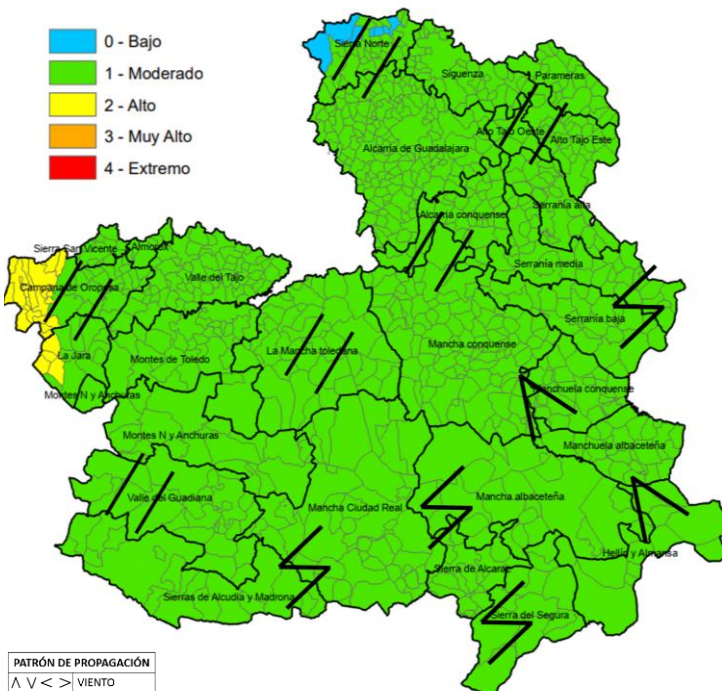 0 - Bajo
1 - Moderado
2 - Alto
3 - Muy Alto
4 - Extremo
Sierra Norte
Siguenza
Parameras
Alto Tajo Oeste
Alto Tajo Este
Alcarria de Guadalajara
Serranía alta
Alcarria conquense
Sierra San Vicente
Almorox
Valle del Tajo
Serranía media
Campana de Oropesa
Serranía baja
La Jara
Montes de Toledo
La Mancha toledana
Mancha conquense
Manchuela conquense
Montes N y Anchuras
Montes N y Anchuras
Manchuela albaceteña
Valle del Guadiana
Mancha Ciudad Real
Mancha albaceteña
Hellín y Almansa
Sierra de Alcaraz
Sierras de Alcudia y Madrona
Sierra del Segura
PATRÓN DE PROPAGACIÓN
Λ V < > VIENTO